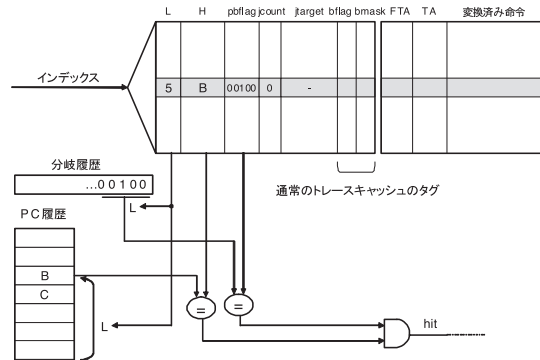 L H pbflag jcount jtarget bflag bmask FTA TA 変換済み命令
インデックス
5 B 00100 0 -
分岐履歴
...00100
通常のトレースキャッシュのタグ
L
PC履歴
B
C
= =
L
hit